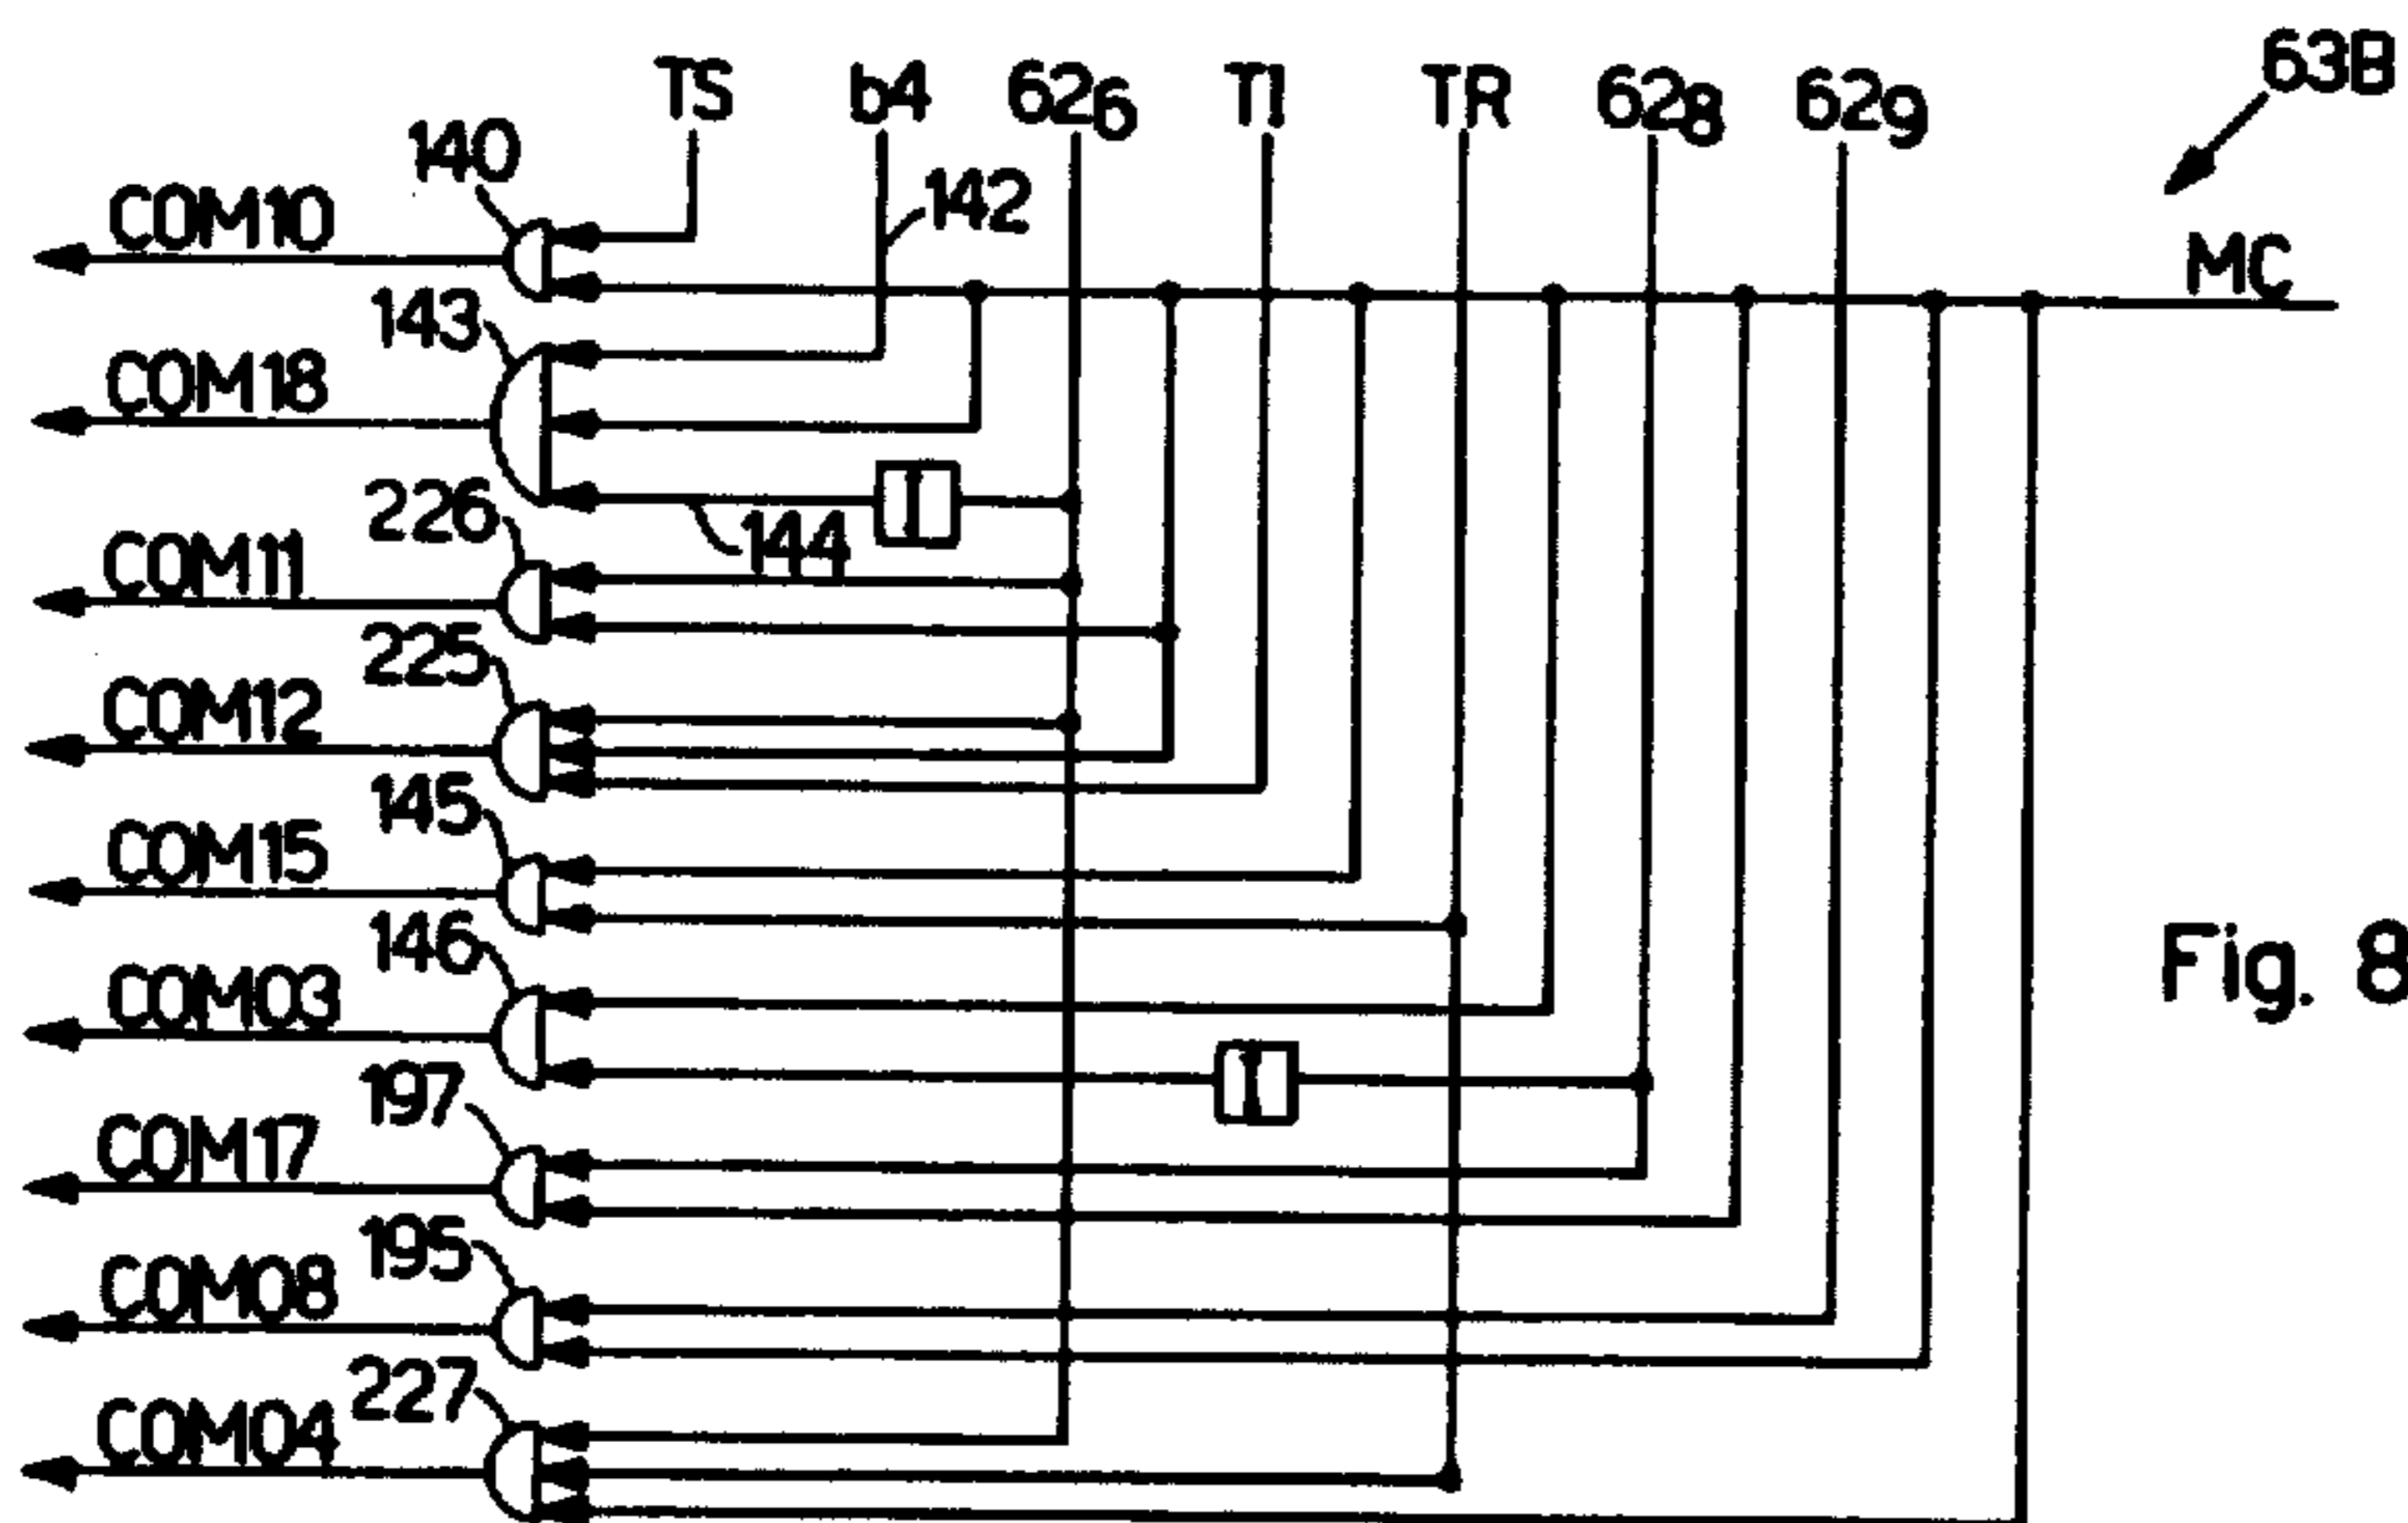 TS b4 62₆ TI TR 62₈ 62₉ 63B
140
142
COM10
MC
143
COM18
I
226
144
COM11
225
COM12
145
COM15
146
Fig. 8
COM03
I
197
COM17
195
COM08
227
COM04